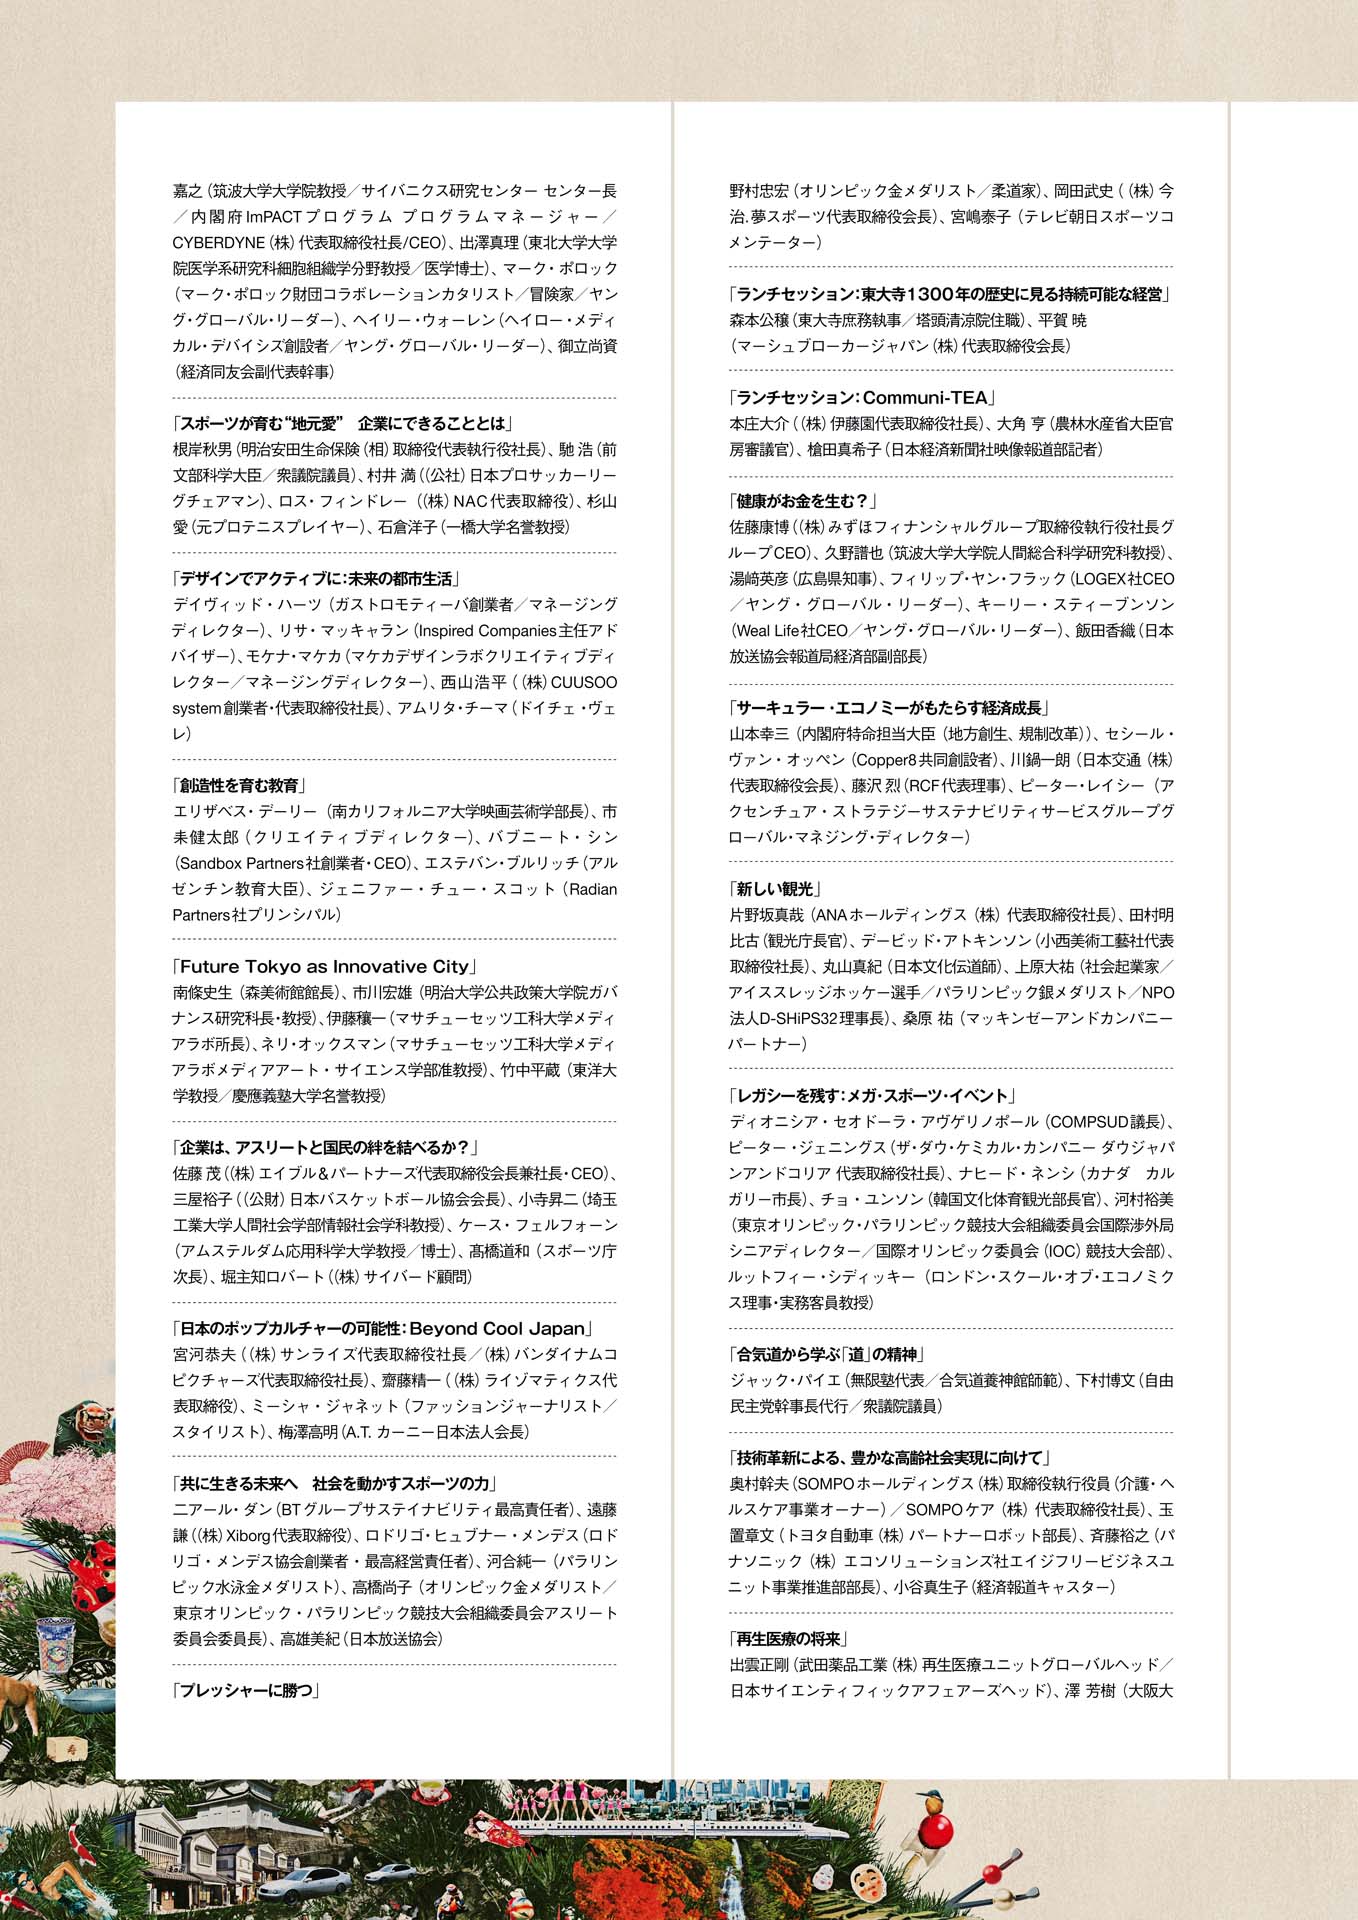 嘉之（筑波大学大学院教授／サイバニクス研究センター センター長
／内閣府ImPACTプログラム プログラムマネージャー／
CYBERDYNE（株）代表取締役社長/CEO）、出澤真理（東北大学大学
院医学系研究科細胞組織学分野教授／医学博士）、マーク・ポロック
（マーク・ポロック財団コラボレーションカタリスト／冒険家／ヤン
グ・グローバル・リーダー）、ヘイリー・ウォーレン（ヘイロー・メディ
カル・デバイシズ創設者／ヤング・グローバル・リーダー）、御立尚資
（経済同友会副代表幹事）
「スポーツが育む“地元愛”　企業にできることとは」
根岸秋男（明治安田生命保険（相）取締役代表執行役社長）、馳 浩（前
文部科学大臣／衆議院議員）、村井 満（（公社）日本プロサッカーリー
グチェアマン）、ロス・フィンドレー（（株）NAC代表取締役）、杉山
愛（元プロテニスプレイヤー）、石倉洋子（一橋大学名誉教授）
「デザインでアクティブに：未来の都市生活」
デイヴィッド・ハーツ（ガストロモティーバ創業者／マネージング
ディレクター）、リサ・マッキャラン（Inspired Companies主任アド
バイザー）、モケナ・マケカ（マケカデザインラボクリエイティブディ
レクター／マネージングディレクター）、西山浩平（（株）CUUSOO
system創業者・代表取締役社長）、アムリタ・チーマ（ドイチェ・ヴェ
レ）
「創造性を育む教育」
エリザベス・デーリー（南カリフォルニア大学映画芸術学部長）、市
耒健太郎（クリエイティブディレクター）、バブニート・シン
（Sandbox Partners社創業者・CEO）、エステバン・ブルリッチ（アル
ゼンチン教育大臣）、ジェニファー・チュー・スコット（Radian
Partners社プリンシパル）
「Future Tokyo as Innovative City」
南條史生（森美術館館長）、市川宏雄（明治大学公共政策大学院ガバ
ナンス研究科長・教授）、伊藤穰一（マサチューセッツ工科大学メディ
アラボ所長）、ネリ・オックスマン（マサチューセッツ工科大学メディ
アラボメディアアート・サイエンス学部准教授）、竹中平蔵（東洋大
学教授／慶應義塾大学名誉教授）
「企業は、アスリートと国民の絆を結べるか？」
佐藤 茂（（株）エイブル＆パートナーズ代表取締役会長兼社長・CEO）、
三屋裕子（（公財）日本バスケットボール協会会長）、小寺昇二（埼玉
工業大学人間社会学部情報社会学科教授）、ケース・フェルフォーン
（アムステルダム応用科学大学教授／博士）、髙橋道和（スポーツ庁
次長）、堀主知ロバート（（株）サイバード顧問）
「日本のポップカルチャーの可能性：Beyond Cool Japan」
宮河恭夫（（株）サンライズ代表取締役社長／（株）バンダイナムコ
ピクチャーズ代表取締役社長）、齋藤精一（（株）ライゾマティクス代
表取締役）、ミーシャ・ジャネット（ファッションジャーナリスト／
スタイリスト）、梅澤高明（A.T. カーニー日本法人会長）
「共に生きる未来へ　社会を動かすスポーツの力」
二アール・ダン（BTグループサステイナビリティ最高責任者）、遠藤
謙（（株）Xiborg代表取締役）、ロドリゴ・ヒュブナー・メンデス（ロド
リゴ・メンデス協会創業者・最高経営責任者）、河合純一（パラリン
ピック水泳金メダリスト）、高橋尚子（オリンピック金メダリスト／
東京オリンピック・パラリンピック競技大会組織委員会アスリート
委員会委員長）、高雄美紀（日本放送協会）
「プレッシャーに勝つ」
野村忠宏（オリンピック金メダリスト／柔道家）、岡田武史（（株）今
治.夢スポーツ代表取締役会長）、宮嶋泰子（テレビ朝日スポーツコ
メンテーター）
「ランチセッション：東大寺1300年の歴史に見る持続可能な経営」
森本公穣（東大寺庶務執事／塔頭清涼院住職）、平賀 暁
（マーシュブローカージャパン（株）代表取締役会長）
「ランチセッション：Communi-TEA」
本庄大介（（株）伊藤園代表取締役社長）、大角 亨（農林水産省大臣官
房審議官）、槍田真希子（日本経済新聞社映像報道部記者）
「健康がお金を生む？」
佐藤康博（（株）みずほフィナンシャルグループ取締役執行役社長グ
ループCEO）、久野譜也（筑波大学大学院人間総合科学研究科教授）、
湯﨑英彦（広島県知事）、フィリップ・ヤン・フラック（LOGEX社CEO
／ヤング・グローバル・リーダー）、キーリー・スティーブンソン
（Weal Life社CEO／ヤング・グローバル・リーダー）、飯田香織（日本
放送協会報道局経済部副部長）
「サーキュラー・エコノミーがもたらす経済成長」
山本幸三（内閣府特命担当大臣（地方創生、規制改革））、セシール・
ヴァン・オッペン（Copper8共同創設者）、川鍋一朗（日本交通（株）
代表取締役会長）、藤沢 烈（RCF代表理事）、ピーター・レイシー（ア
クセンチュア・ストラテジーサステナビリティサービスグループグ
ローバル・マネジング・ディレクター）
「新しい観光」
片野坂真哉（ANAホールディングス（株）代表取締役社長）、田村明
比古（観光庁長官）、デービッド・アトキンソン（小西美術工藝社代表
取締役社長）、丸山真紀（日本文化伝道師）、上原大祐（社会起業家／
アイススレッジホッケー選手／パラリンピック銀メダリスト／NPO
法人D-SHiPS32理事長）、桑原 祐（マッキンゼーアンドカンパニー
パートナー）
「レガシーを残す：メガ・スポーツ・イベント」
ディオニシア・セオドーラ・アヴゲリノポール（COMPSUD議長）、
ピーター・ジェニングス（ザ・ダウ・ケミカル・カンパニー ダウジャパ
ンアンドコリア 代表取締役社長）、ナヒード・ネンシ（カナダ　カル
ガリー市長）、チョ・ユンソン（韓国文化体育観光部長官）、河村裕美
（東京オリンピック・パラリンピック競技大会組織委員会国際渉外局
シニアディレクター／国際オリンピック委員会（IOC）競技大会部）、
ルットフィー・シディッキー（ロンドン・スクール・オブ・エコノミク
ス理事・実務客員教授）
「合気道から学ぶ「道」の精神」
ジャック・パイエ（無限塾代表／合気道養神館師範）、下村博文（自由
民主党幹事長代行／衆議院議員）
「技術革新による、豊かな高齢社会実現に向けて」
奥村幹夫（SOMPOホールディングス（株）取締役執行役員（介護・ヘ
ルスケア事業オーナー）／SOMPOケア（株）代表取締役社長）、玉
置章文（トヨタ自動車（株）パートナーロボット部長）、斉藤裕之（パ
ナソニック（株）エコソリューションズ社エイジフリービジネスユ
ニット事業推進部部長）、小谷真生子（経済報道キャスター）
「再生医療の将来」
出雲正剛（武田薬品工業（株）再生医療ユニットグローバルヘッド／
日本サイエンティフィックアフェアーズヘッド）、澤 芳樹（大阪大
寿